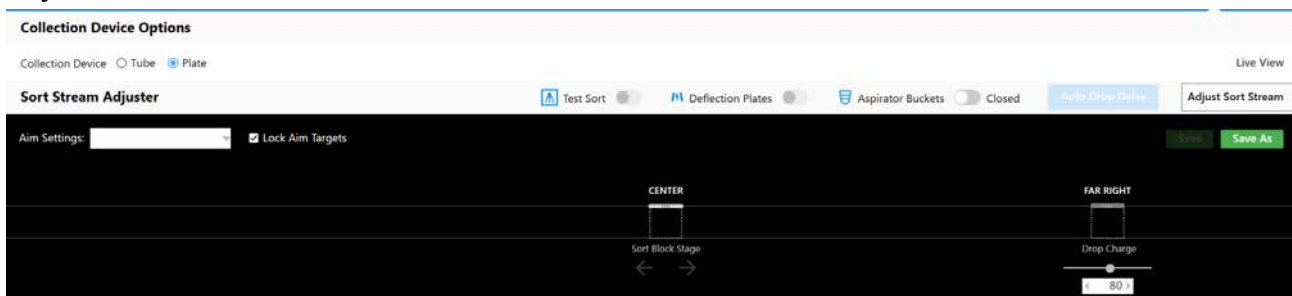 Collection Device Options
Collection Device Tube Plate Live View
Sort Stream Adjuster Test Sort Deflection Plates Aspirator Buckets Closed Auto Drop Delay Adjust Sort Stream
Aim Settings: Lock Aim Targets Save Save As
CENTER FAR RIGHT
Sort Block Stage Drop Charge
80